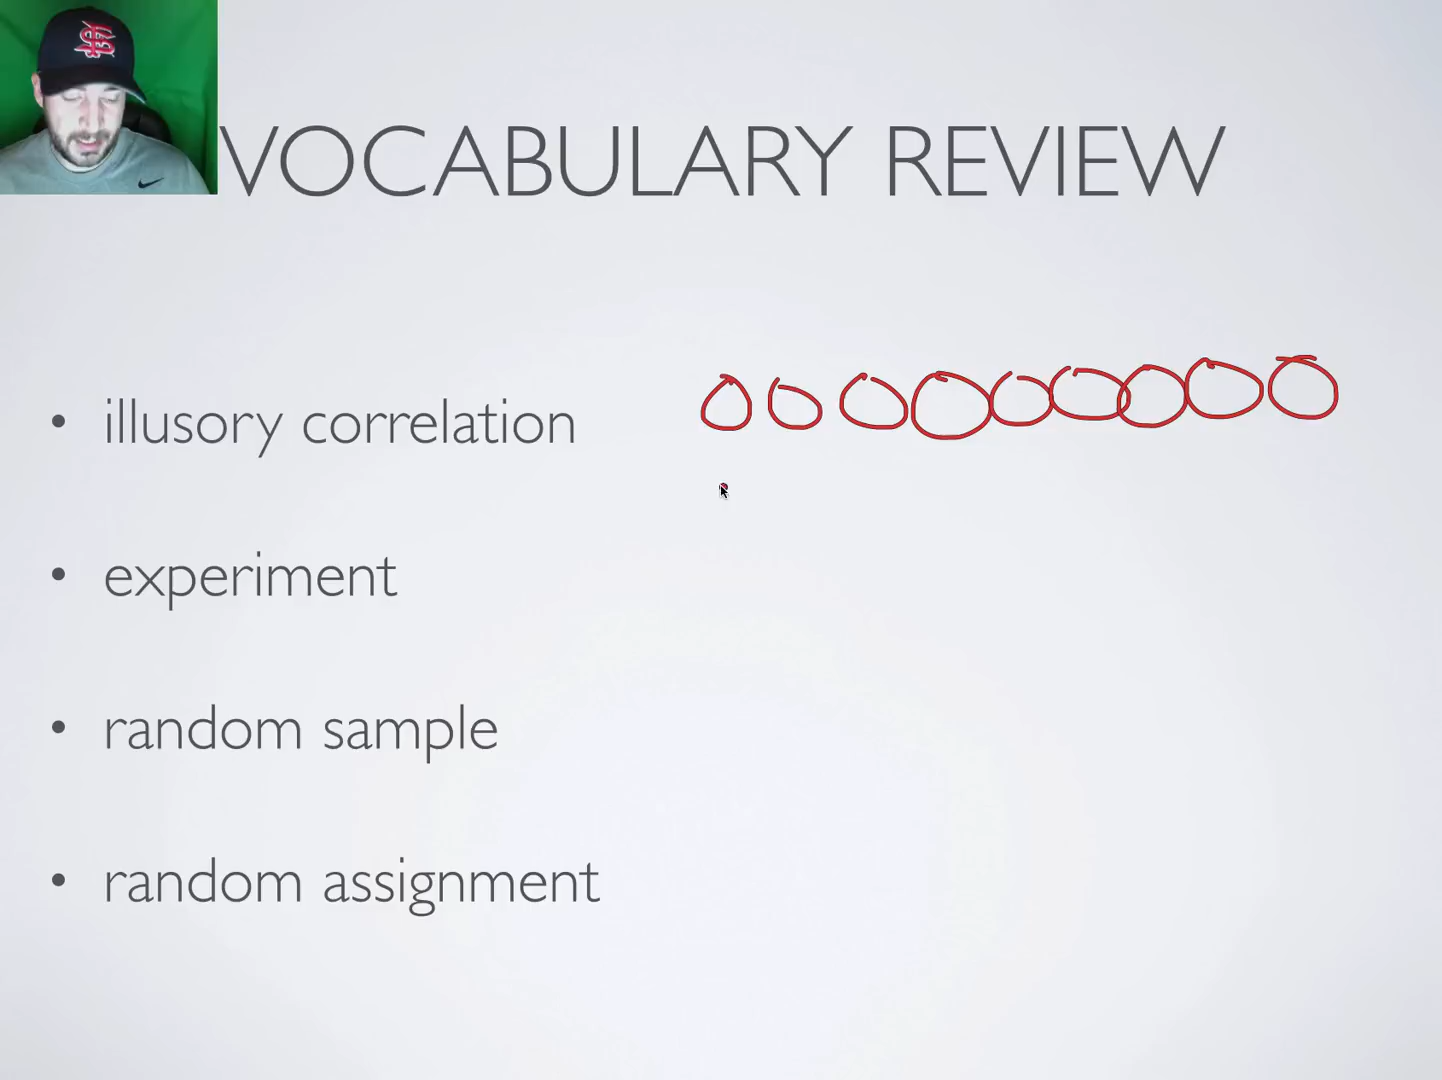 VOCABULARY REVIEW
• illusory correlation
• experiment
• random sample
• random assignment